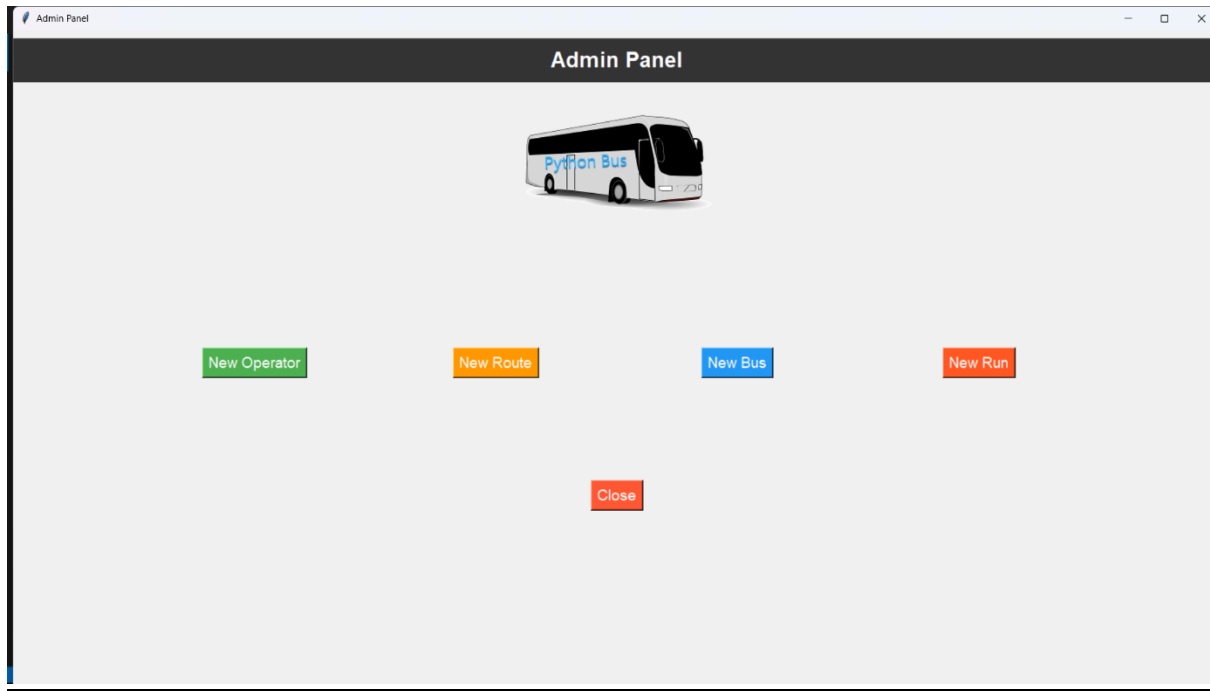 Admin Panel
Admin Panel
Python Bus
New Operator
New Route
New Bus
New Run
Close